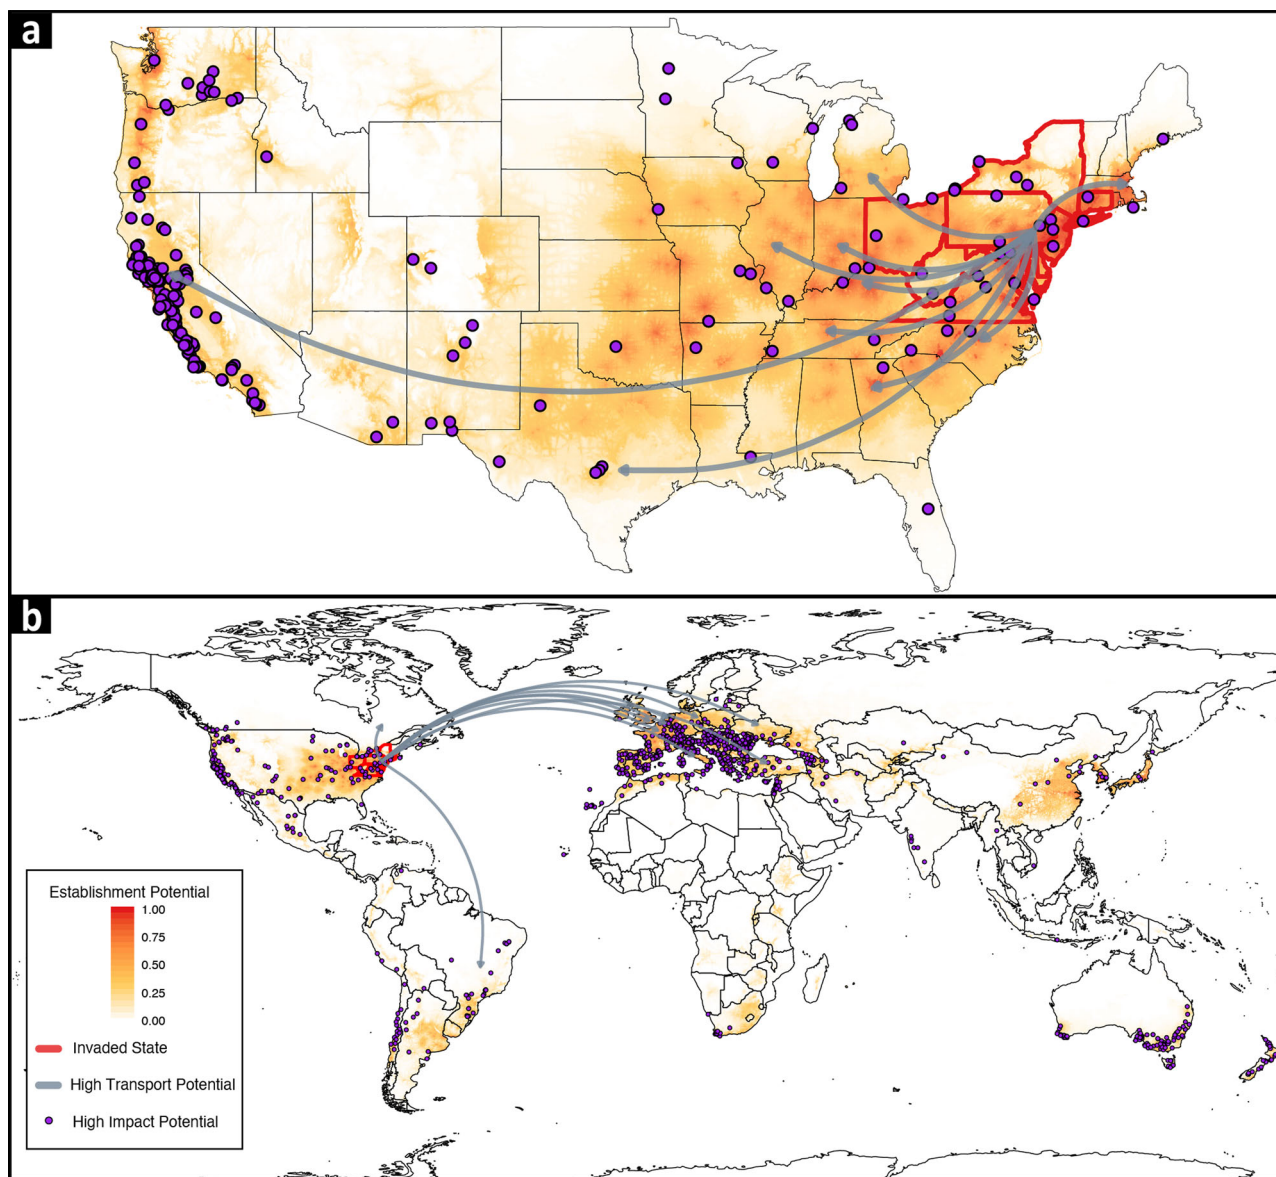 a
b
Establishment Potential
1.00
0.75
0.50
0.25
0.00
Invaded State
High Transport Potential
High Impact Potential